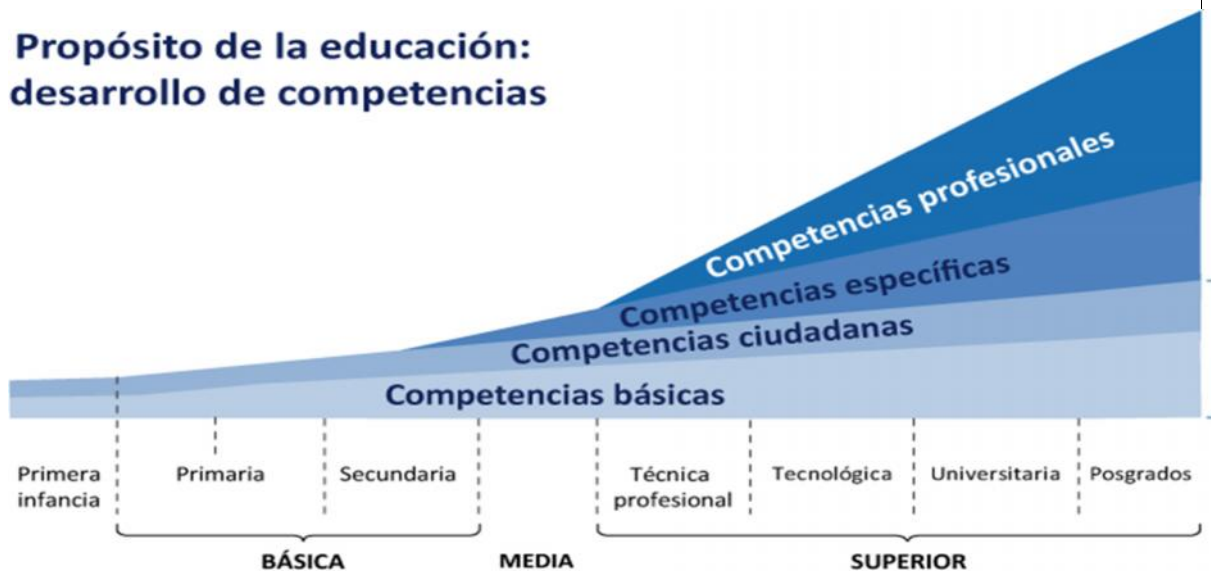 Propósito de la educación:
desarrollo de competencias
Competencias profesionales
Competencias específicas
Competencias ciudadanas
Competencias básicas
Primera
infancia
Primaria
Secundaria
Técnica
profesional
Tecnológica
Universitaria
Posgrados
BÁSICA
MEDIA
SUPERIOR